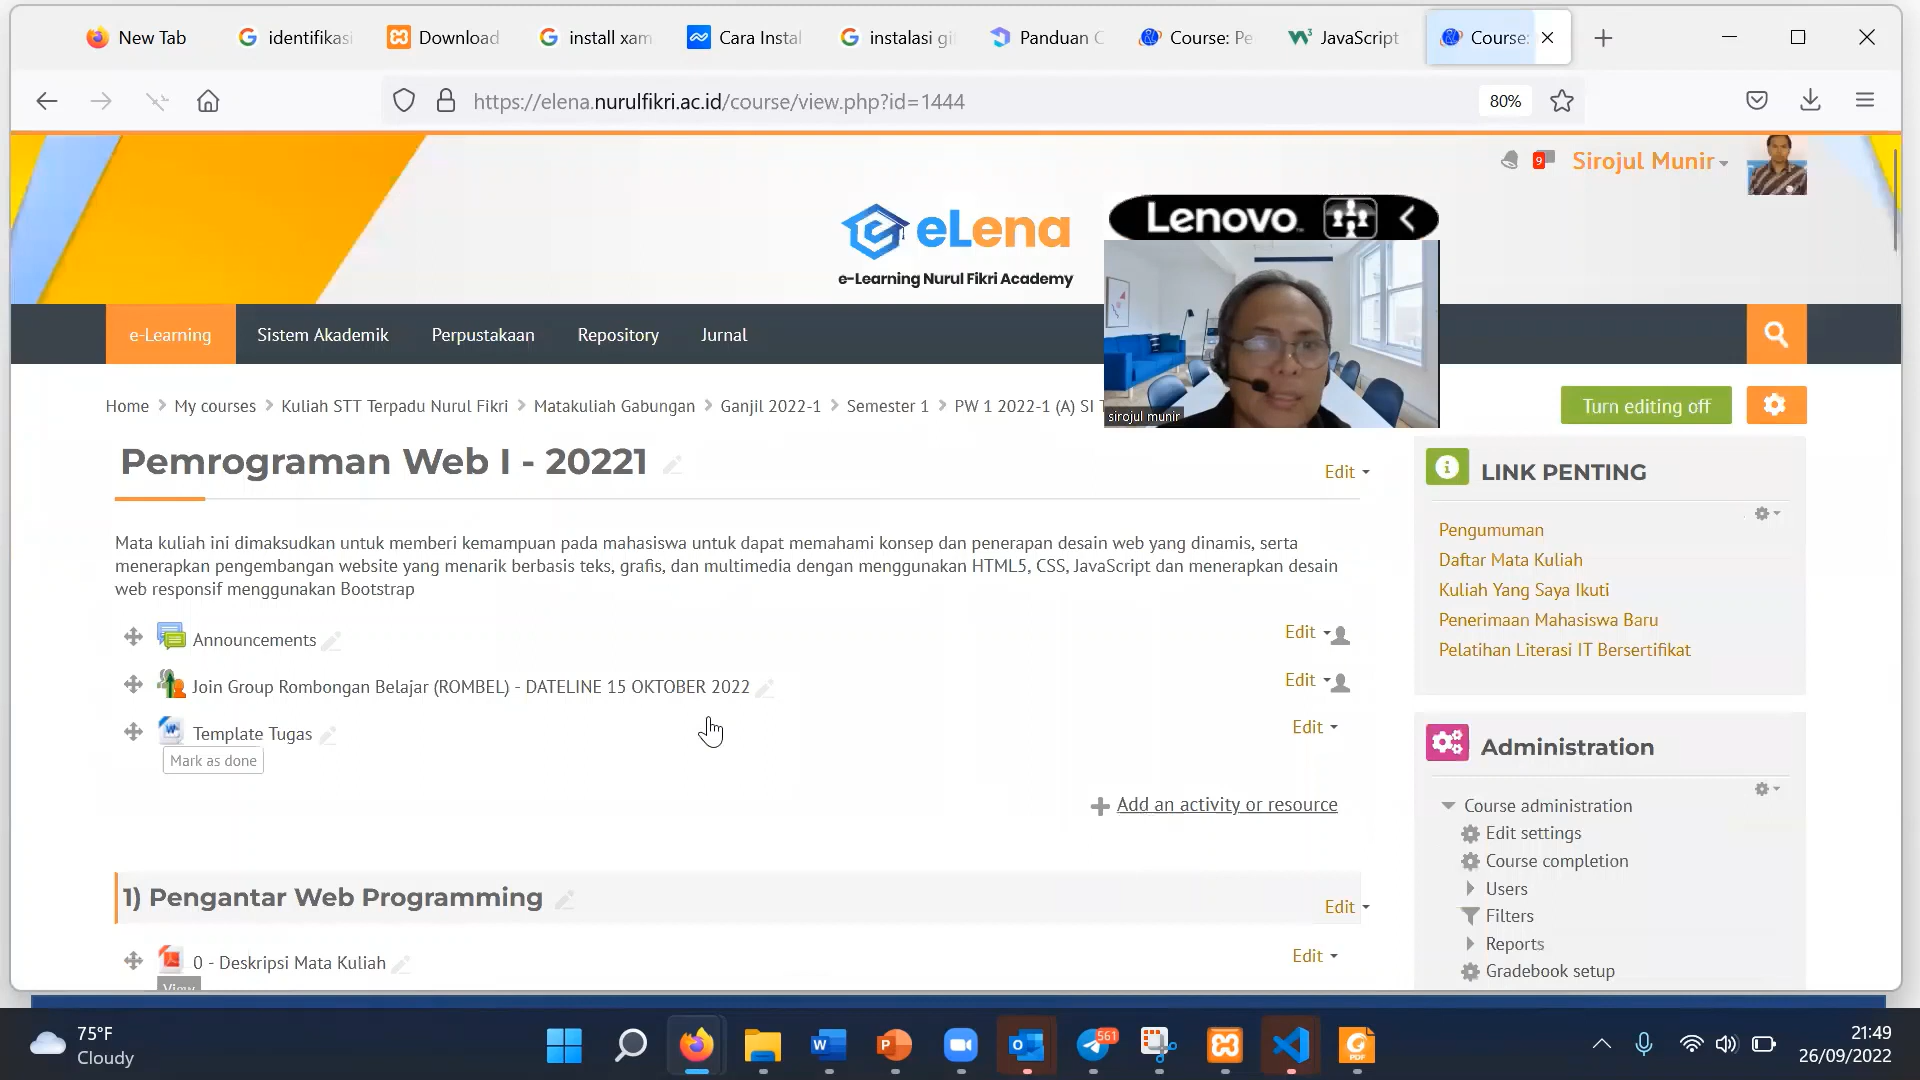 New Tab
identifikasi
Download
install xam
Cara Instal
instalasi git
Panduan C
Course: Pe
JavaScript
Course:
https://elena.nurulfikri.ac.id/course/view.php?id=1444
80%
9
Sirojul Munir
eLena
e-Learning Nurul Fikri Academy
Lenovo
sirojul munir
e-Learning
Sistem Akademik
Perpustakaan
Repository
Jurnal
Home
My courses
Kuliah STT Terpadu Nurul Fikri
Matakuliah Gabungan
Ganjil 2022-1
Semester 1
PW 1 2022-1 (A) SI T
Turn editing off
Pemrograman Web I - 20221
Edit
Mata kuliah ini dimaksudkan untuk memberi kemampuan pada mahasiswa untuk dapat memahami konsep dan penerapan desain web yang dinamis, serta
menerapkan pengembangan website yang menarik berbasis teks, grafis, dan multimedia dengan menggunakan HTML5, CSS, JavaScript dan menerapkan desain
web responsif menggunakan Bootstrap
Announcements
Edit
Join Group Rombongan Belajar (ROMBEL) - DATELINE 15 OKTOBER 2022
Edit
Template Tugas
Edit
Mark as done
Add an activity or resource
1) Pengantar Web Programming
Edit
0 - Deskripsi Mata Kuliah
Edit
View
LINK PENTING
Pengumuman
Daftar Mata Kuliah
Kuliah Yang Saya Ikuti
Penerimaan Mahasiswa Baru
Pelatihan Literasi IT Bersertifikat
Administration
Course administration
Edit settings
Course completion
Users
Filters
Reports
Gradebook setup
75°F
Cloudy
561
PDF
21:49
26/09/2022